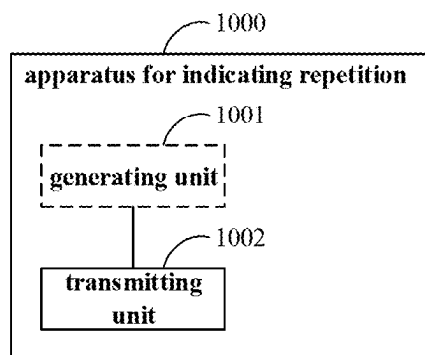 1000
apparatus for indicating repetition
1001
generating unit
1002
transmitting
unit